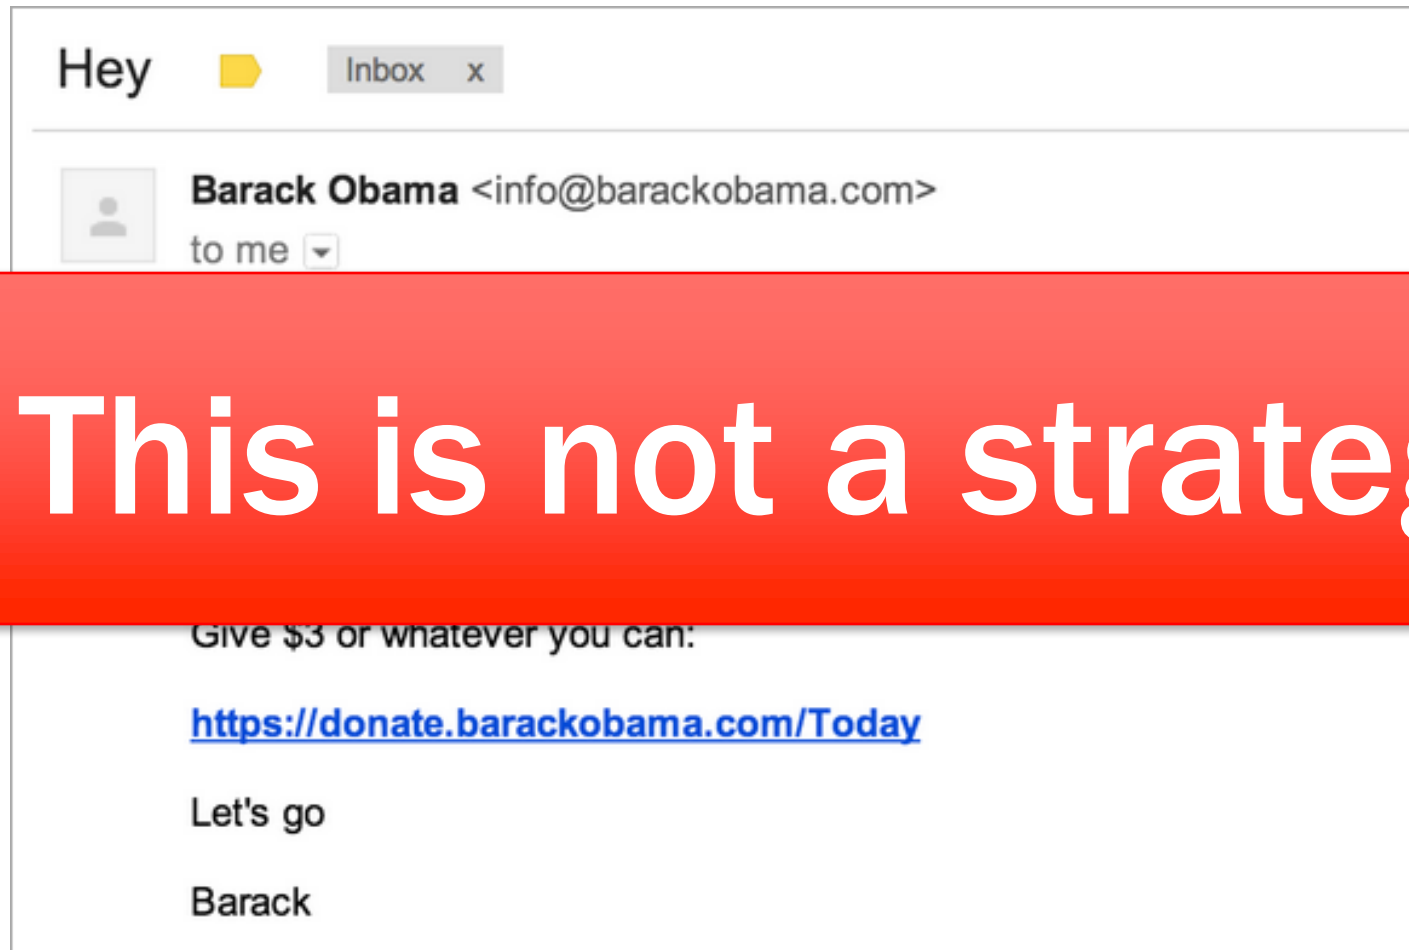 Hey Inbox x
Barack Obama <info@barackobama.com>
to me
This is not a
Give $3 or whatever you can:
https://donate.barackobama.com/Today
Let's go
Barack